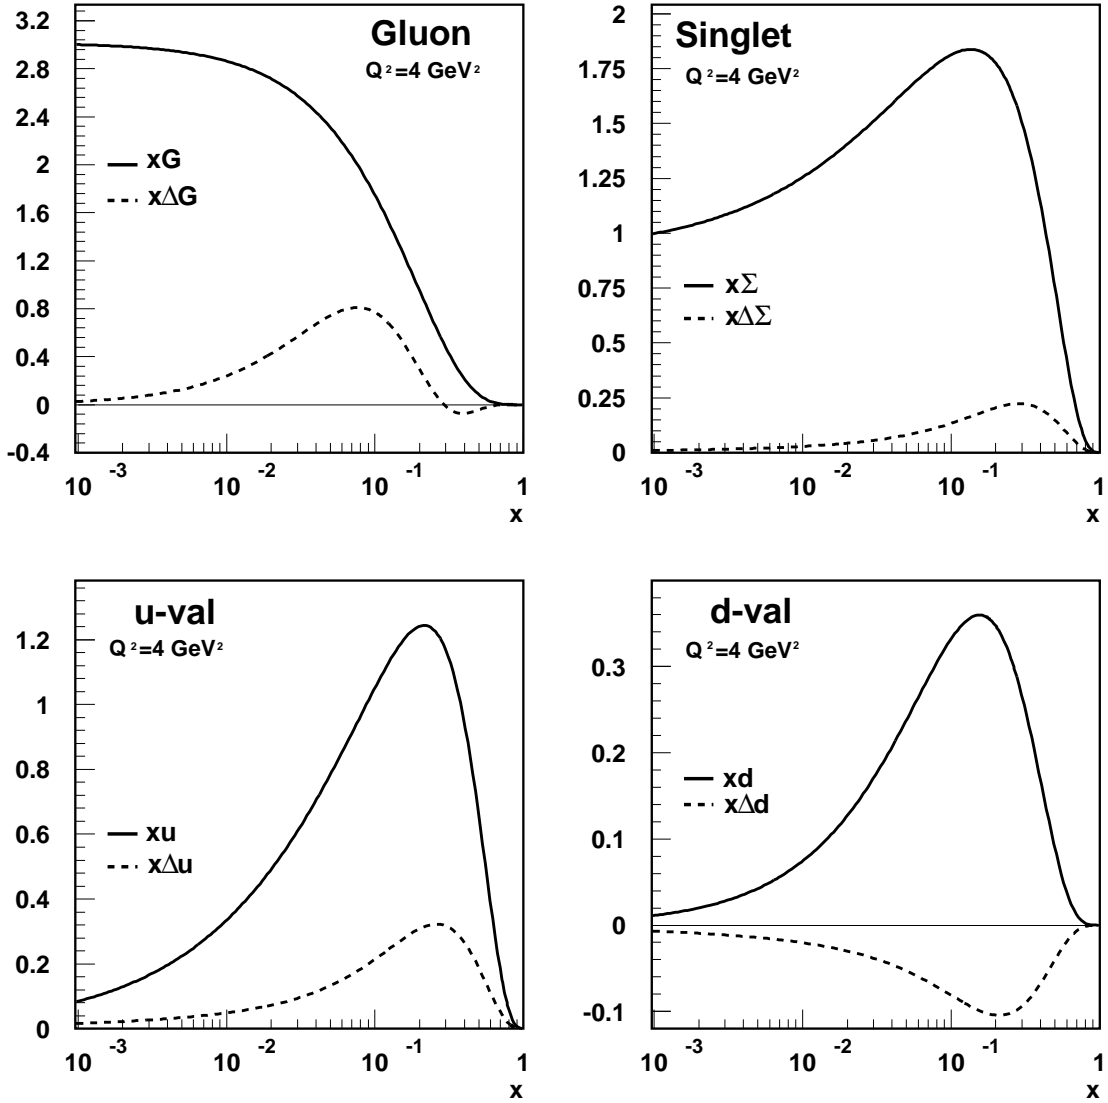 Gluon
Q²=4 GeV²
xG
xΔG
3.2
2.8
2.4
2
1.6
1.2
0.8
0.4
0
-0.4
10⁻³ 10⁻² 10⁻¹ 1
x
Singlet
Q²=4 GeV²
xΣ
xΔΣ
2
1.75
1.5
1.25
1
0.75
0.5
0.25
0
10⁻³ 10⁻² 10⁻¹ 1
x
u-val
Q²=4 GeV²
xu
xΔu
1.2
1
0.8
0.6
0.4
0.2
0
10⁻³ 10⁻² 10⁻¹ 1
x
d-val
Q²=4 GeV²
xd
xΔd
0.3
0.2
0.1
0
-0.1
10⁻³ 10⁻² 10⁻¹ 1
x